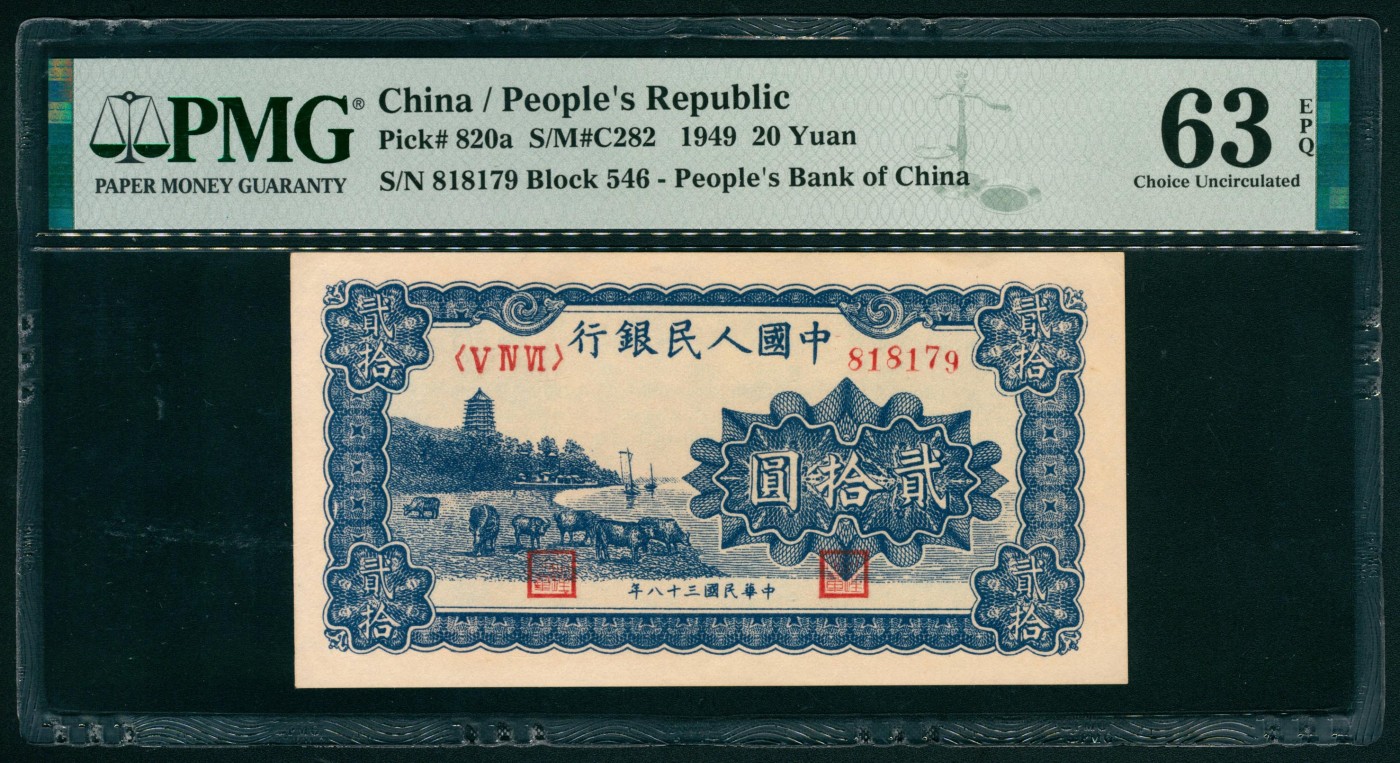 PMG®
PAPER MONEY GUARANTY
China / People's Republic
Pick# 820a S/M#C282 1949 20 Yuan
S/N 818179 Block 546 - People's Bank of China
63
EPQ
Choice Uncirculated
貳拾
貳拾
行銀民人國中
〈V IV VI〉
818179
圓拾貳
年八十三國民華中
貳拾
貳拾